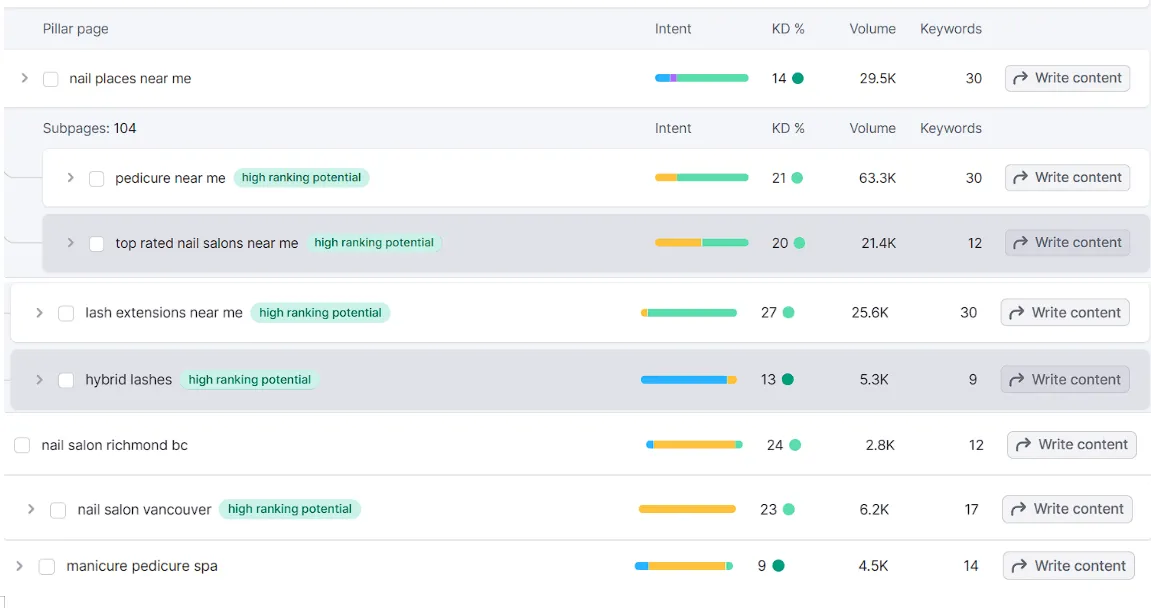 Pillar page Intent KD % Volume Keywords
nail places near me 14 29.5K 30 Write content
Subpages: 104 Intent KD % Volume Keywords
pedicure near me high ranking potential 21 63.3K 30 Write content
top rated nail salons near me high ranking potential 20 21.4K 12 Write content
lash extensions near me high ranking potential 27 25.6K 30 Write content
hybrid lashes high ranking potential 13 5.3K 9 Write content
nail salon richmond bc 24 2.8K 12 Write content
nail salon vancouver high ranking potential 23 6.2K 17 Write content
manicure pedicure spa 9 4.5K 14 Write content